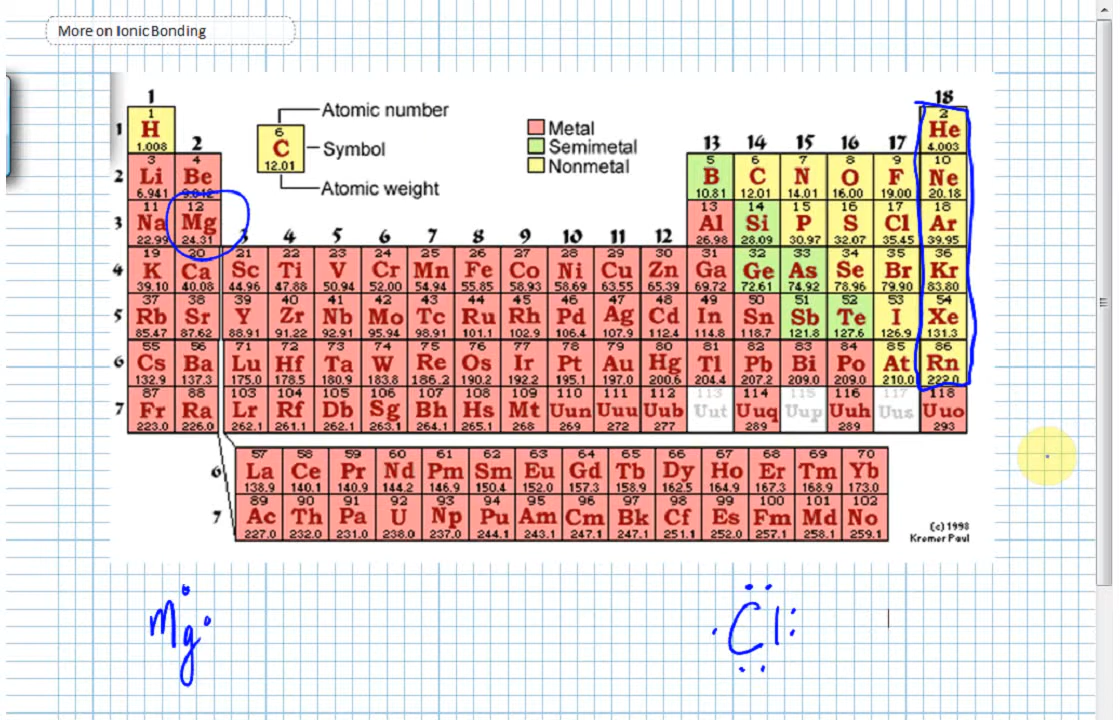 More on Ionic Bonding
1 18
1 H 1.008 2 He 4.003
Atomic number
6 C 12.01
Symbol
Atomic weight
Metal
Semimetal
Nonmetal
2 13 14 15 16 17
1 2 3 4 5 6 7
3 Li 6.941 4 Be 9.012 5 B 10.81 6 C 12.01 7 N 14.01 8 O 16.00 9 F 19.00 10 Ne 20.18
11 Na 22.99 12 Mg 24.31 13 Al 26.98 14 Si 28.09 15 P 30.97 16 S 32.07 17 Cl 35.45 18 Ar 39.95
3 4 5 6 7 8 9 10 11 12
19 K 39.10 20 Ca 40.08 21 Sc 44.96 22 Ti 47.88 23 V 50.94 24 Cr 52.00 25 Mn 54.94 26 Fe 55.85 27 Co 58.93 28 Ni 58.69 29 Cu 63.55 30 Zn 65.39 31 Ga 69.72 32 Ge 72.61 33 As 74.92 34 Se 78.96 35 Br 79.90 36 Kr 83.80
37 Rb 85.47 38 Sr 87.62 39 Y 88.91 40 Zr 91.22 41 Nb 92.91 42 Mo 95.94 43 Tc 98.91 44 Ru 101.1 45 Rh 102.9 46 Pd 106.4 47 Ag 107.9 48 Cd 112.4 49 In 114.8 50 Sn 118.7 51 Sb 121.8 52 Te 127.6 53 I 126.9 54 Xe 131.3
55 Cs 132.9 56 Ba 137.3 71 Lu 175.0 72 Hf 178.5 73 Ta 180.9 74 W 183.8 75 Re 186.2 76 Os 190.2 77 Ir 192.2 78 Pt 195.1 79 Au 197.0 80 Hg 200.6 81 Tl 204.4 82 Pb 207.2 83 Bi 209.0 84 Po 209.0 85 At 210.0 86 Rn 222.0
87 Fr 223.0 88 Ra 226.0 103 Lr 262.1 104 Rf 261.1 105 Db 262.1 106 Sg 263.1 107 Bh 264.1 108 Hs 265.1 109 Mt 268 110 Uun 269 111 Uuu 272 112 Uub 277 113 Uut 114 Uuq 289 115 Uup 116 Uuh 289 117 Uus 118 Uuo 293
6 57 La 138.9 58 Ce 140.1 59 Pr 140.9 60 Nd 144.2 61 Pm 146.9 62 Sm 150.4 63 Eu 152.0 64 Gd 157.3 65 Tb 158.9 66 Dy 162.5 67 Ho 164.9 68 Er 167.3 69 Tm 168.9 70 Yb 173.0
7 89 Ac 227.0 90 Th 232.0 91 Pa 231.0 92 U 238.0 93 Np 237.0 94 Pu 244.1 95 Am 243.1 96 Cm 247.1 97 Bk 247.1 98 Cf 251.1 99 Es 252.0 100 Fm 257.1 101 Md 258.1 102 No 259.1
(c) 1998
Kremer Paul
Mg Cl